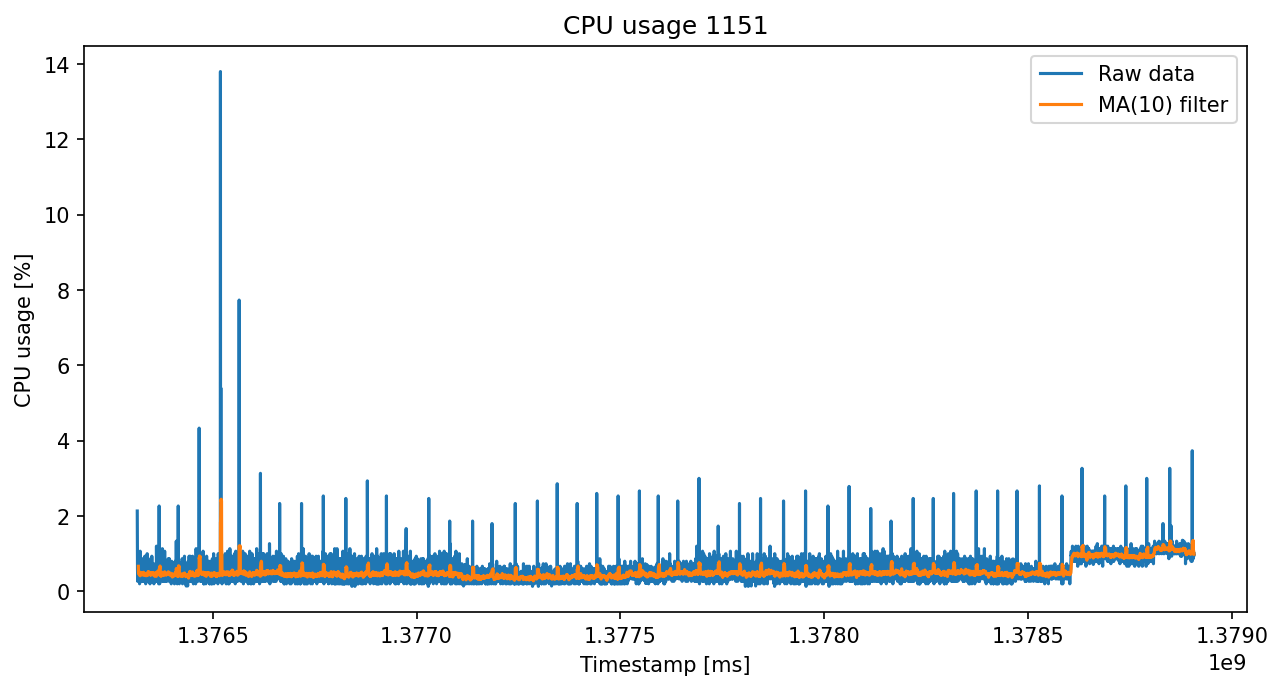 CPU usage 1151
Raw data
MA(10) filter
CPU usage [%]
14
12
10
8
6
4
2
0
1.3765 1.3770 1.3775 1.3780 1.3785 1.3790
1e9
Timestamp [ms]